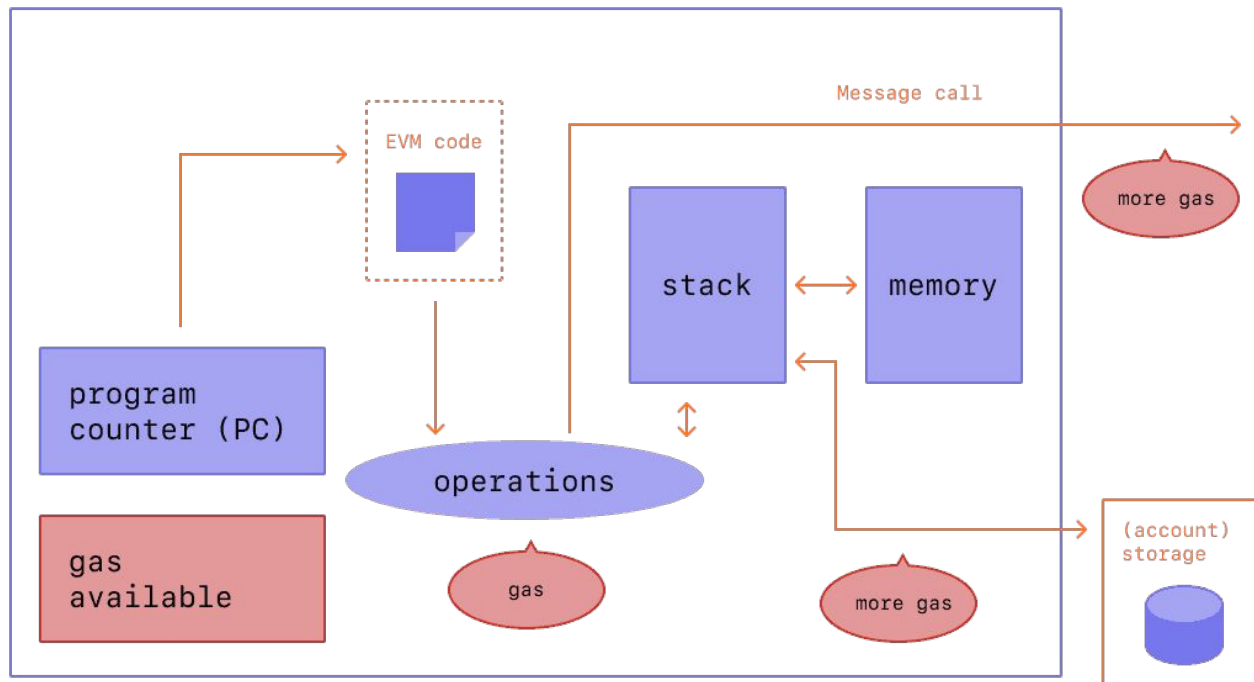 Message call
EVM code
more gas
stack
memory
program
counter (PC)
operations
(account)
storage
gas
available
gas
more gas